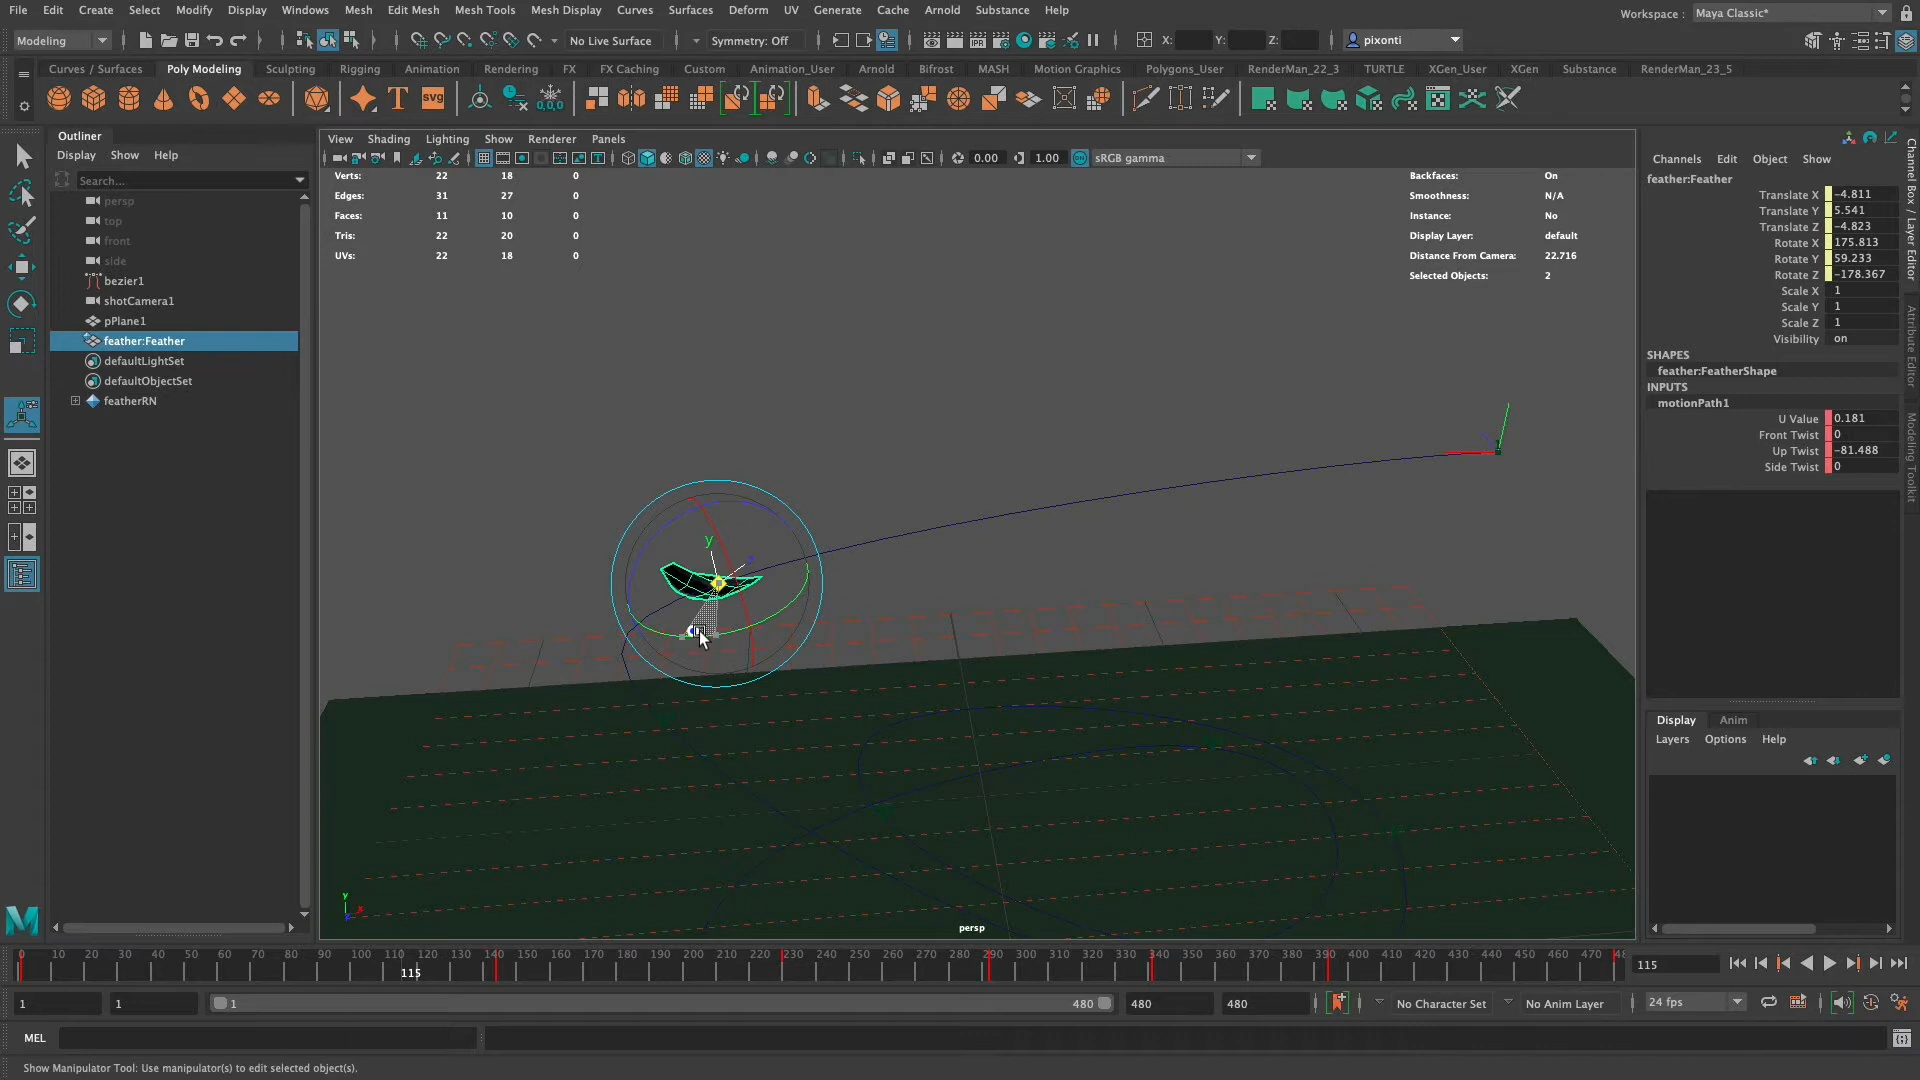 File Edit Create Select Modify Display Windows Mesh Edit Mesh Mesh Tools Mesh Display Curves Surfaces Deform UV Generate Cache Arnold Substance Help
Workspace : Maya Classic*
Modeling No Live Surface Symmetry: Off X: Y: Z: pixonti
Curves / Surfaces Poly Modeling Sculpting Rigging Animation Rendering FX FX Caching Custom Animation_User Arnold Bifrost MASH Motion Graphics Polygons_User RenderMan_22_3 TURTLE XGen_User XGen Substance RenderMan_23_5
Outliner
Display Show Help
Search...
persp
top
front
side
bezier1
shotCamera1
pPlane1
feather:Feather
defaultLightSet
defaultObjectSet
featherRN
View Shading Lighting Show Renderer Panels
0.00 1.00 sRGB gamma
Verts: 22 18 0
Edges: 31 27 0
Faces: 11 10 0
Tris: 22 20 0
UVs: 22 18 0
Backfaces: On
Smoothness: N/A
Instance: No
Display Layer: default
Distance From Camera: 22.716
Selected Objects: 2
y
persp
Channels Edit Object Show
feather:Feather
Translate X -4.811
Translate Y 5.541
Translate Z -4.823
Rotate X 175.813
Rotate Y 59.233
Rotate Z -178.367
Scale X 1
Scale Y 1
Scale Z 1
Visibility on
SHAPES
feather:FeatherShape
INPUTS
motionPath1
U Value 0.181
Front Twist 0
Up Twist -81.488
Side Twist 0
Channel Box / Layer Editor
Attribute Editor
Modeling Toolkit
Display Anim
Layers Options Help
0 10 20 30 40 50 60 70 80 90 100 110 120 130 140 150 160 170 180 190 200 210 220 230 240 250 260 270 280 290 300 310 320 330 340 350 360 370 380 390 400 410 420 430 440 450 460 470
115
115
1 1 1 480 480 480 No Character Set No Anim Layer 24 fps
MEL
Show Manipulator Tool: Use manipulator(s) to edit selected object(s).